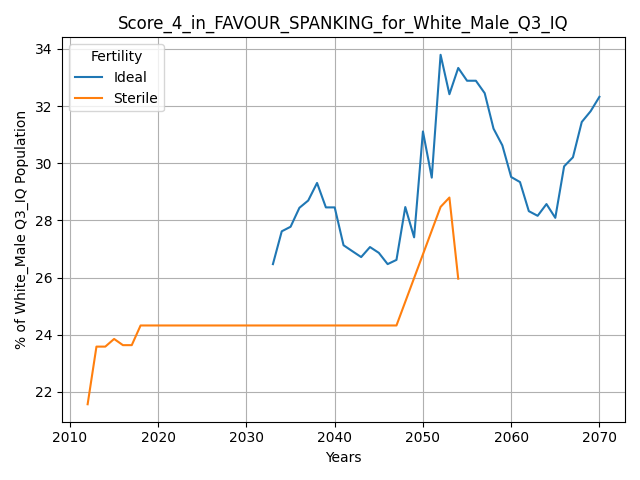 Score_4_in_FAVOUR_SPANKING_for_White_Male_Q3_IQ
Fertility
Ideal
Sterile
% of White_Male Q3_IQ Population
34
32
30
28
26
24
22
2010 2020 2030 2040 2050 2060 2070
Years